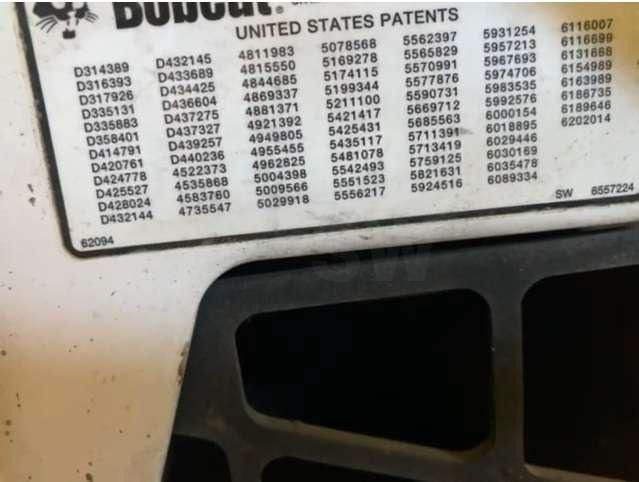 Bobcat
UNITED STATES PATENTS
D314389 D432145 4811983 5078568 5562397 5931254 6116007
D316393 D433689 4815550 5169278 5565829 5957213 6116699
D317926 D434425 4844685 5174115 5570991 5967693 6131668
D335131 D436604 4869337 5199344 5577876 5974706 6154989
D335883 D437275 4881371 5211100 5590731 5983535 6163989
D358401 D437327 4921392 5421417 5669712 5992576 6186735
D414791 D439257 4949805 5425431 5685563 6000154 6189646
D420761 D440236 4955455 5435117 5711391 6018895 6202014
D424778 4522373 4962825 5481078 5713419 6029446
D425527 4535868 5004398 5542493 5759125 6030169
D428024 4583760 5009566 5551523 5821631 6035478
D432144 4735547 5029918 5556217 5924516 6089334
SW 6557224
62094
SW